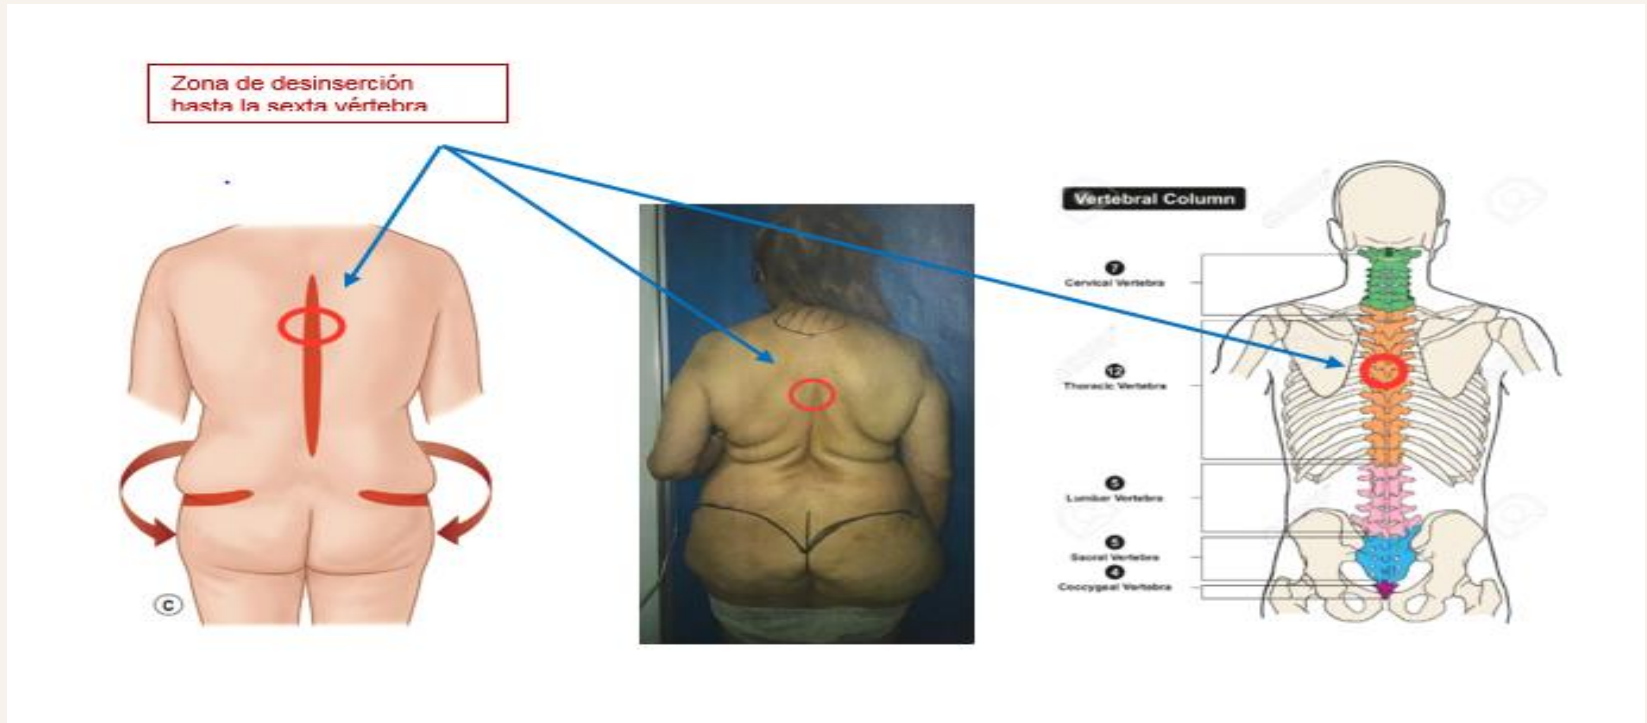 Zona de desinserción
hasta la sexta vértebra
Vertebral Column
7
Cervical Vertebra
12
Thoracic Vertebra
5
Lumber Vertebra
5
Sacral Vertebra
4
Coccygeal Vertebra
C